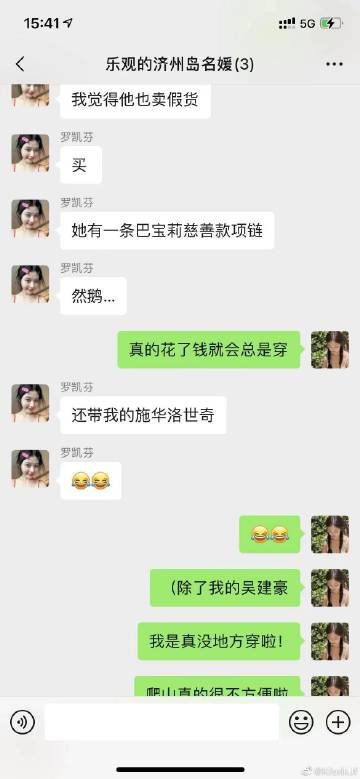 15:41
5G
乐观的济州岛名媛(3)
我觉得他也卖假货
罗凯芬
买
罗凯芬
她有一条巴宝莉慈善款项链
罗凯芬
然鹅...
真的花了钱就会总是穿
罗凯芬
还带我的施华洛世奇
罗凯芬
😂😂
😂😂
（除了我的吴建豪
我是真没地方穿啦！
爬山真的很不方便啦